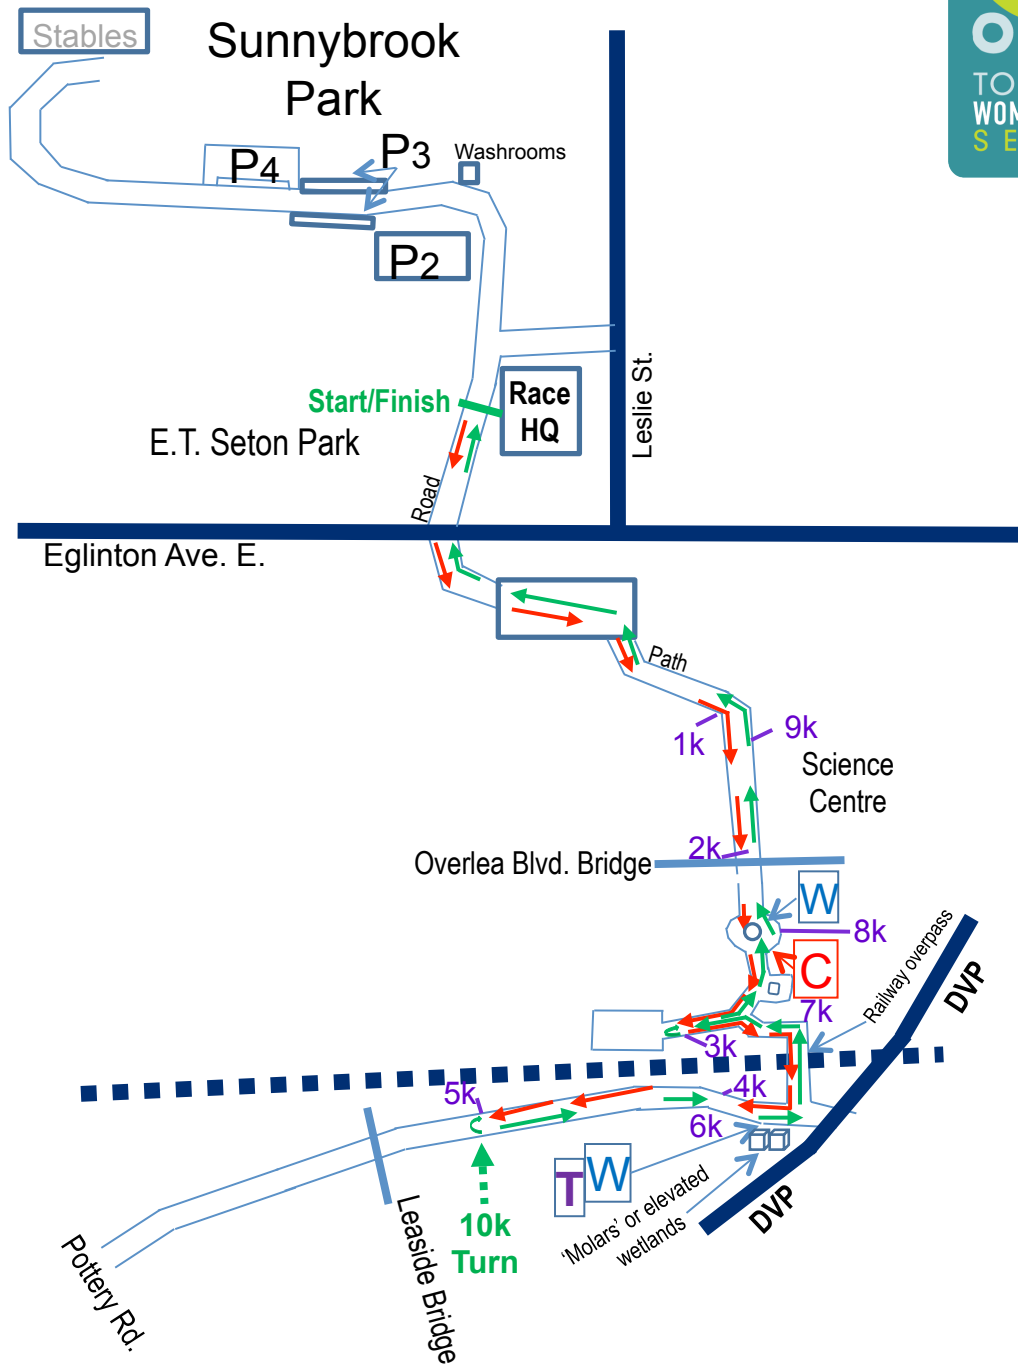 Stables
Sunnybrook
Park
O
TO
WON
S E
P4
P3
Washrooms
P2
Leslie St.
Start/Finish
Race
HQ
E.T. Seton Park
Road
Eglinton Ave. E.
Path
1k
9k
Science
Centre
2k
Overlea Blvd. Bridge
W
8k
C
Railway overpass
DVP
7k
3k
5k
4k
6k
T
W
'Molars' or elevated
wetlands
DVP
10k
Turn
Leaside Bridge
Pottery Rd.